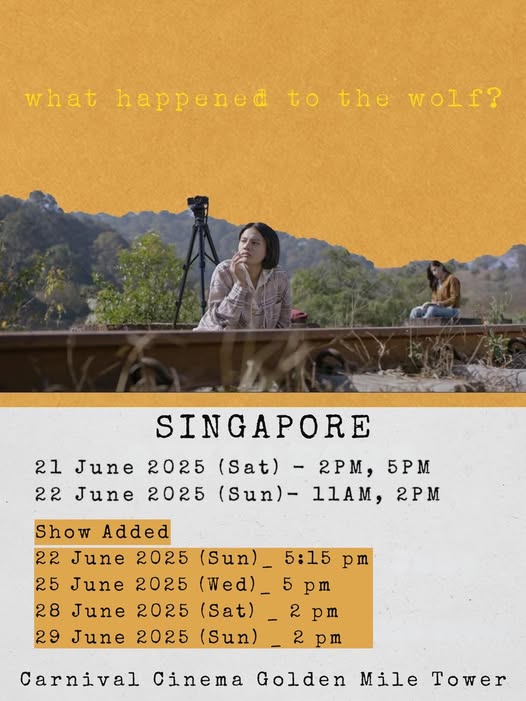 what happened to the wolf?
SINGAPORE
21 June 2025 (Sat) - 2PM, 5PM
22 June 2025 (Sun)- 11AM, 2PM
Show Added
22 June 2025 (Sun)_ 5:15 pm
25 June 2025 (Wed)_ 5 pm
28 June 2025 (Sat) _ 2 pm
29 June 2025 (Sun) _ 2 pm
Carnival Cinema Golden Mile Tower